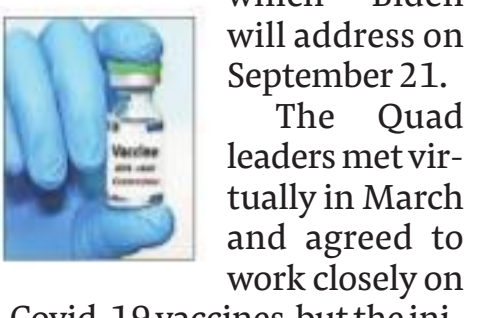 which Biden
will address on
September 21.
The Quad
leaders met vir-
tually in March
and agreed to
work closely on
Covid-19 vaccines, but the ini-
Vaccine